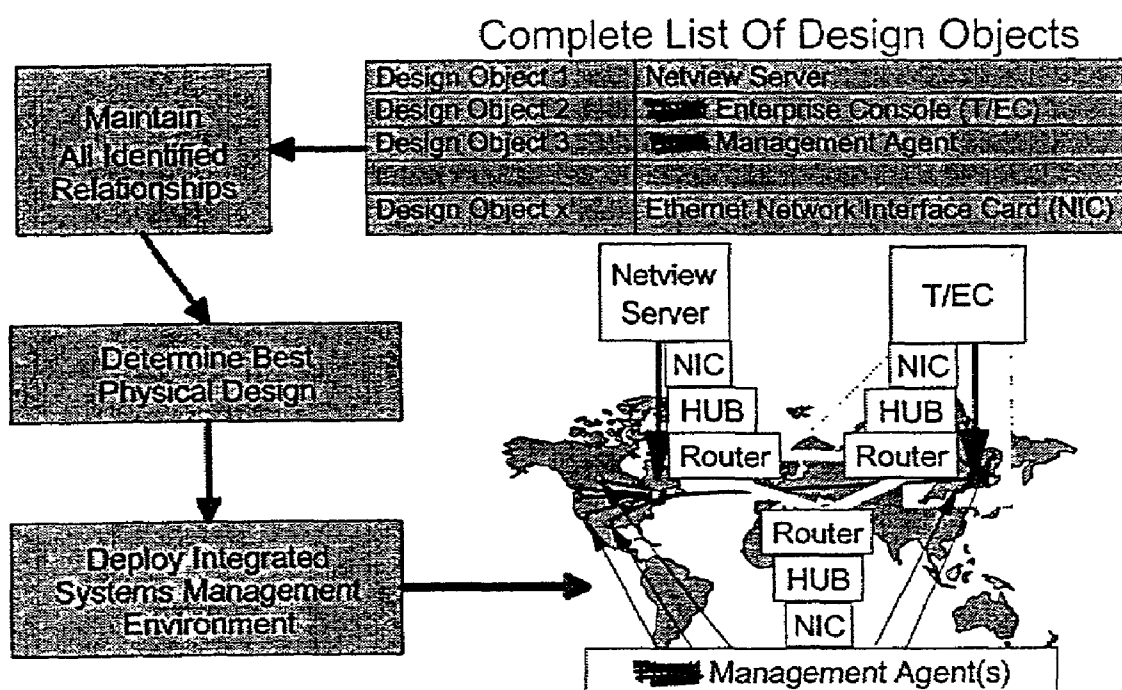 Complete List Of Design Objects
Design Object 1 Netview Server
Design Object 2 Enterprise Console (T/EC)
Design Object 3 Management Agent
Design Object x Ethernet Network Interface Card (NIC)
Maintain
All Identified
Relationships
Determine Best
Physical Design
Deploy Integrated
Systems Management
Environment
Netview
Server
NIC
HUB
Router
T/EC
NIC
HUB
Router
Router
HUB
NIC
Management Agent(s)